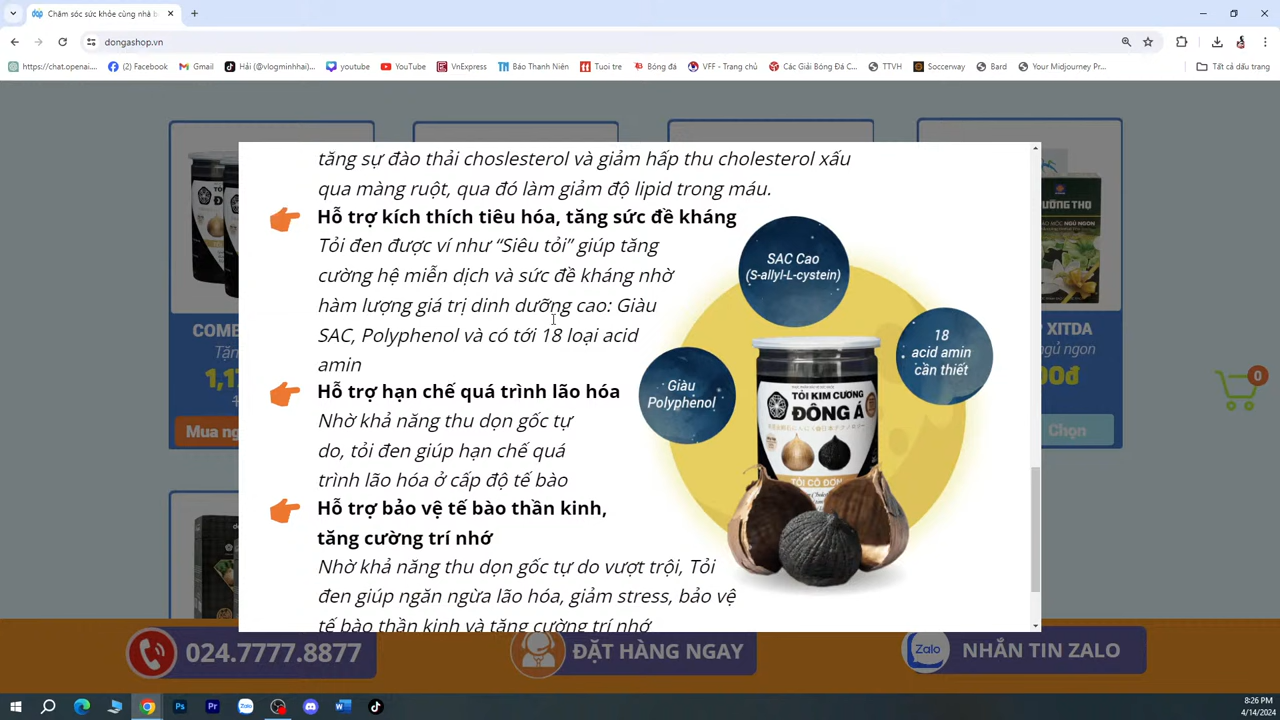 Chăm sóc sức khỏe cùng nhà b
dongashop.vn
https://chat.openai....
(2) Facebook
Gmail
Hải (@vlogminhhai)...
youtube
YouTube
VnExpress
Báo Thanh Niên
Tuoi tre
Bóng đá
VFF - Trang chủ
Các Giải Bóng Đá C...
TTVH
Soccerway
Bard
Your Midjourney Pr...
Tất cả dấu trang
tăng sự đào thải choslesterol và giảm hấp thu cholesterol xấu
qua màng ruột, qua đó làm giảm độ lipid trong máu.
Hỗ trợ kích thích tiêu hóa, tăng sức đề kháng
Tỏi đen được ví như “Siêu tỏi” giúp tăng
cường hệ miễn dịch và sức đề kháng nhờ
hàm lượng giá trị dinh dưỡng cao: Giàu
SAC, Polyphenol và có tới 18 loại acid
amin
Hỗ trợ hạn chế quá trình lão hóa
Nhờ khả năng thu dọn gốc tự
do, tỏi đen giúp hạn chế quá
trình lão hóa ở cấp độ tế bào
Hỗ trợ bảo vệ tế bào thần kinh,
tăng cường trí nhớ
Nhờ khả năng thu dọn gốc tự do vượt trội, Tỏi
đen giúp ngăn ngừa lão hóa, giảm stress, bảo vệ
tế bào thần kinh và tăng cường trí nhớ
SAC Cao
(S-allyl-L-cystein)
18
acid amin
cần thiết
Giàu
Polyphenol
TỎI KIM CƯƠNG
ĐÔNG Á
TỎI CÔ ĐƠN
COMB
Tặn
1,1
Mua ng
ƯỠNG THỌ
XITDA
ngủ ngon
00đ
Chọn
0
024.7777.8877
ĐẶT HÀNG NGAY
Zalo
NHẮN TIN ZALO
8:26 PM
4/14/2024